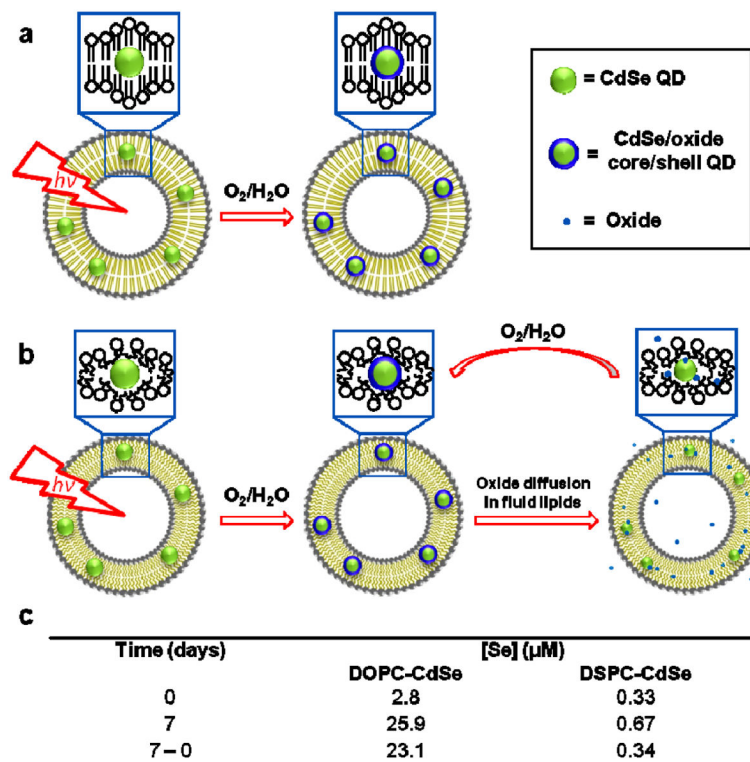 a
hν
O₂/H₂O
= CdSe QD
= CdSe/oxide
core/shell QD
= Oxide
b
hν
O₂/H₂O
O₂/H₂O
Oxide diffusion
in fluid lipids
c
Time (days) [Se] (µM)
DOPC-CdSe DSPC-CdSe
0 2.8 0.33
7 25.9 0.67
7 – 0 23.1 0.34